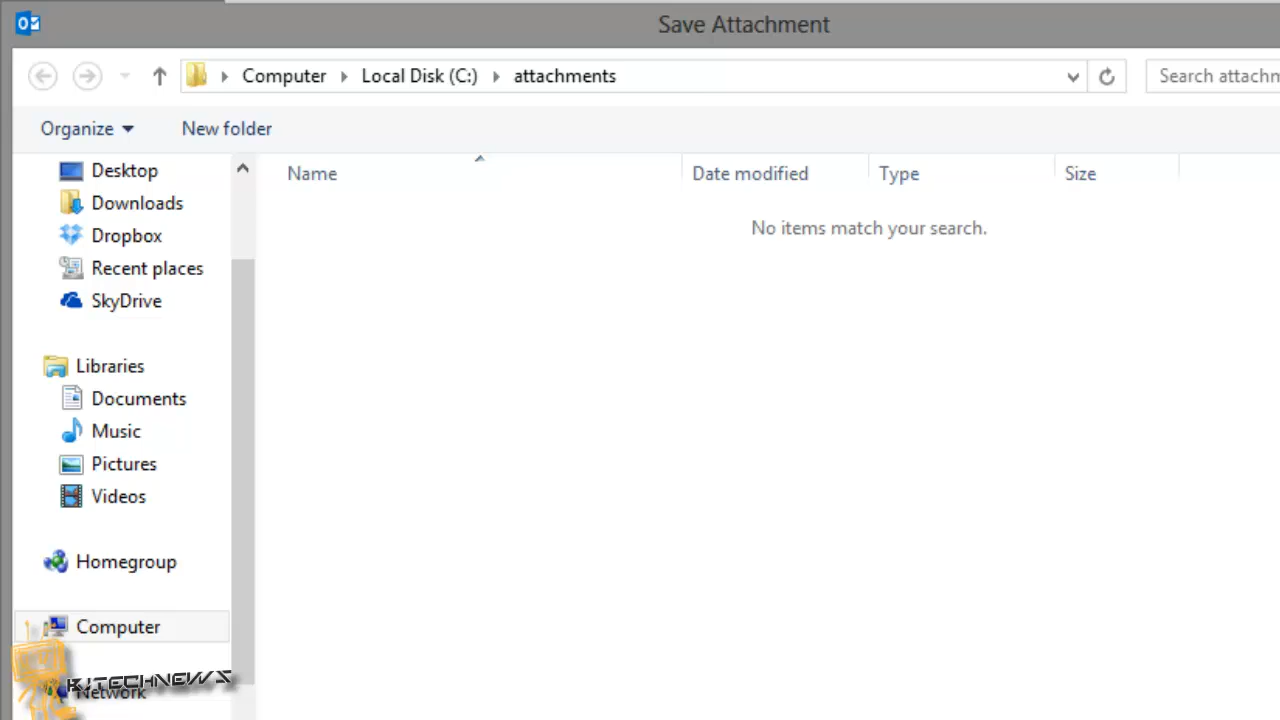 Save Attachment
Computer Local Disk (C:) attachments
Search attachm
Organize New folder
Name Date modified Type Size
No items match your search.
Desktop
Downloads
Dropbox
Recent places
SkyDrive
Libraries
Documents
Music
Pictures
Videos
Homegroup
Computer
KJTECHNEWS
Network